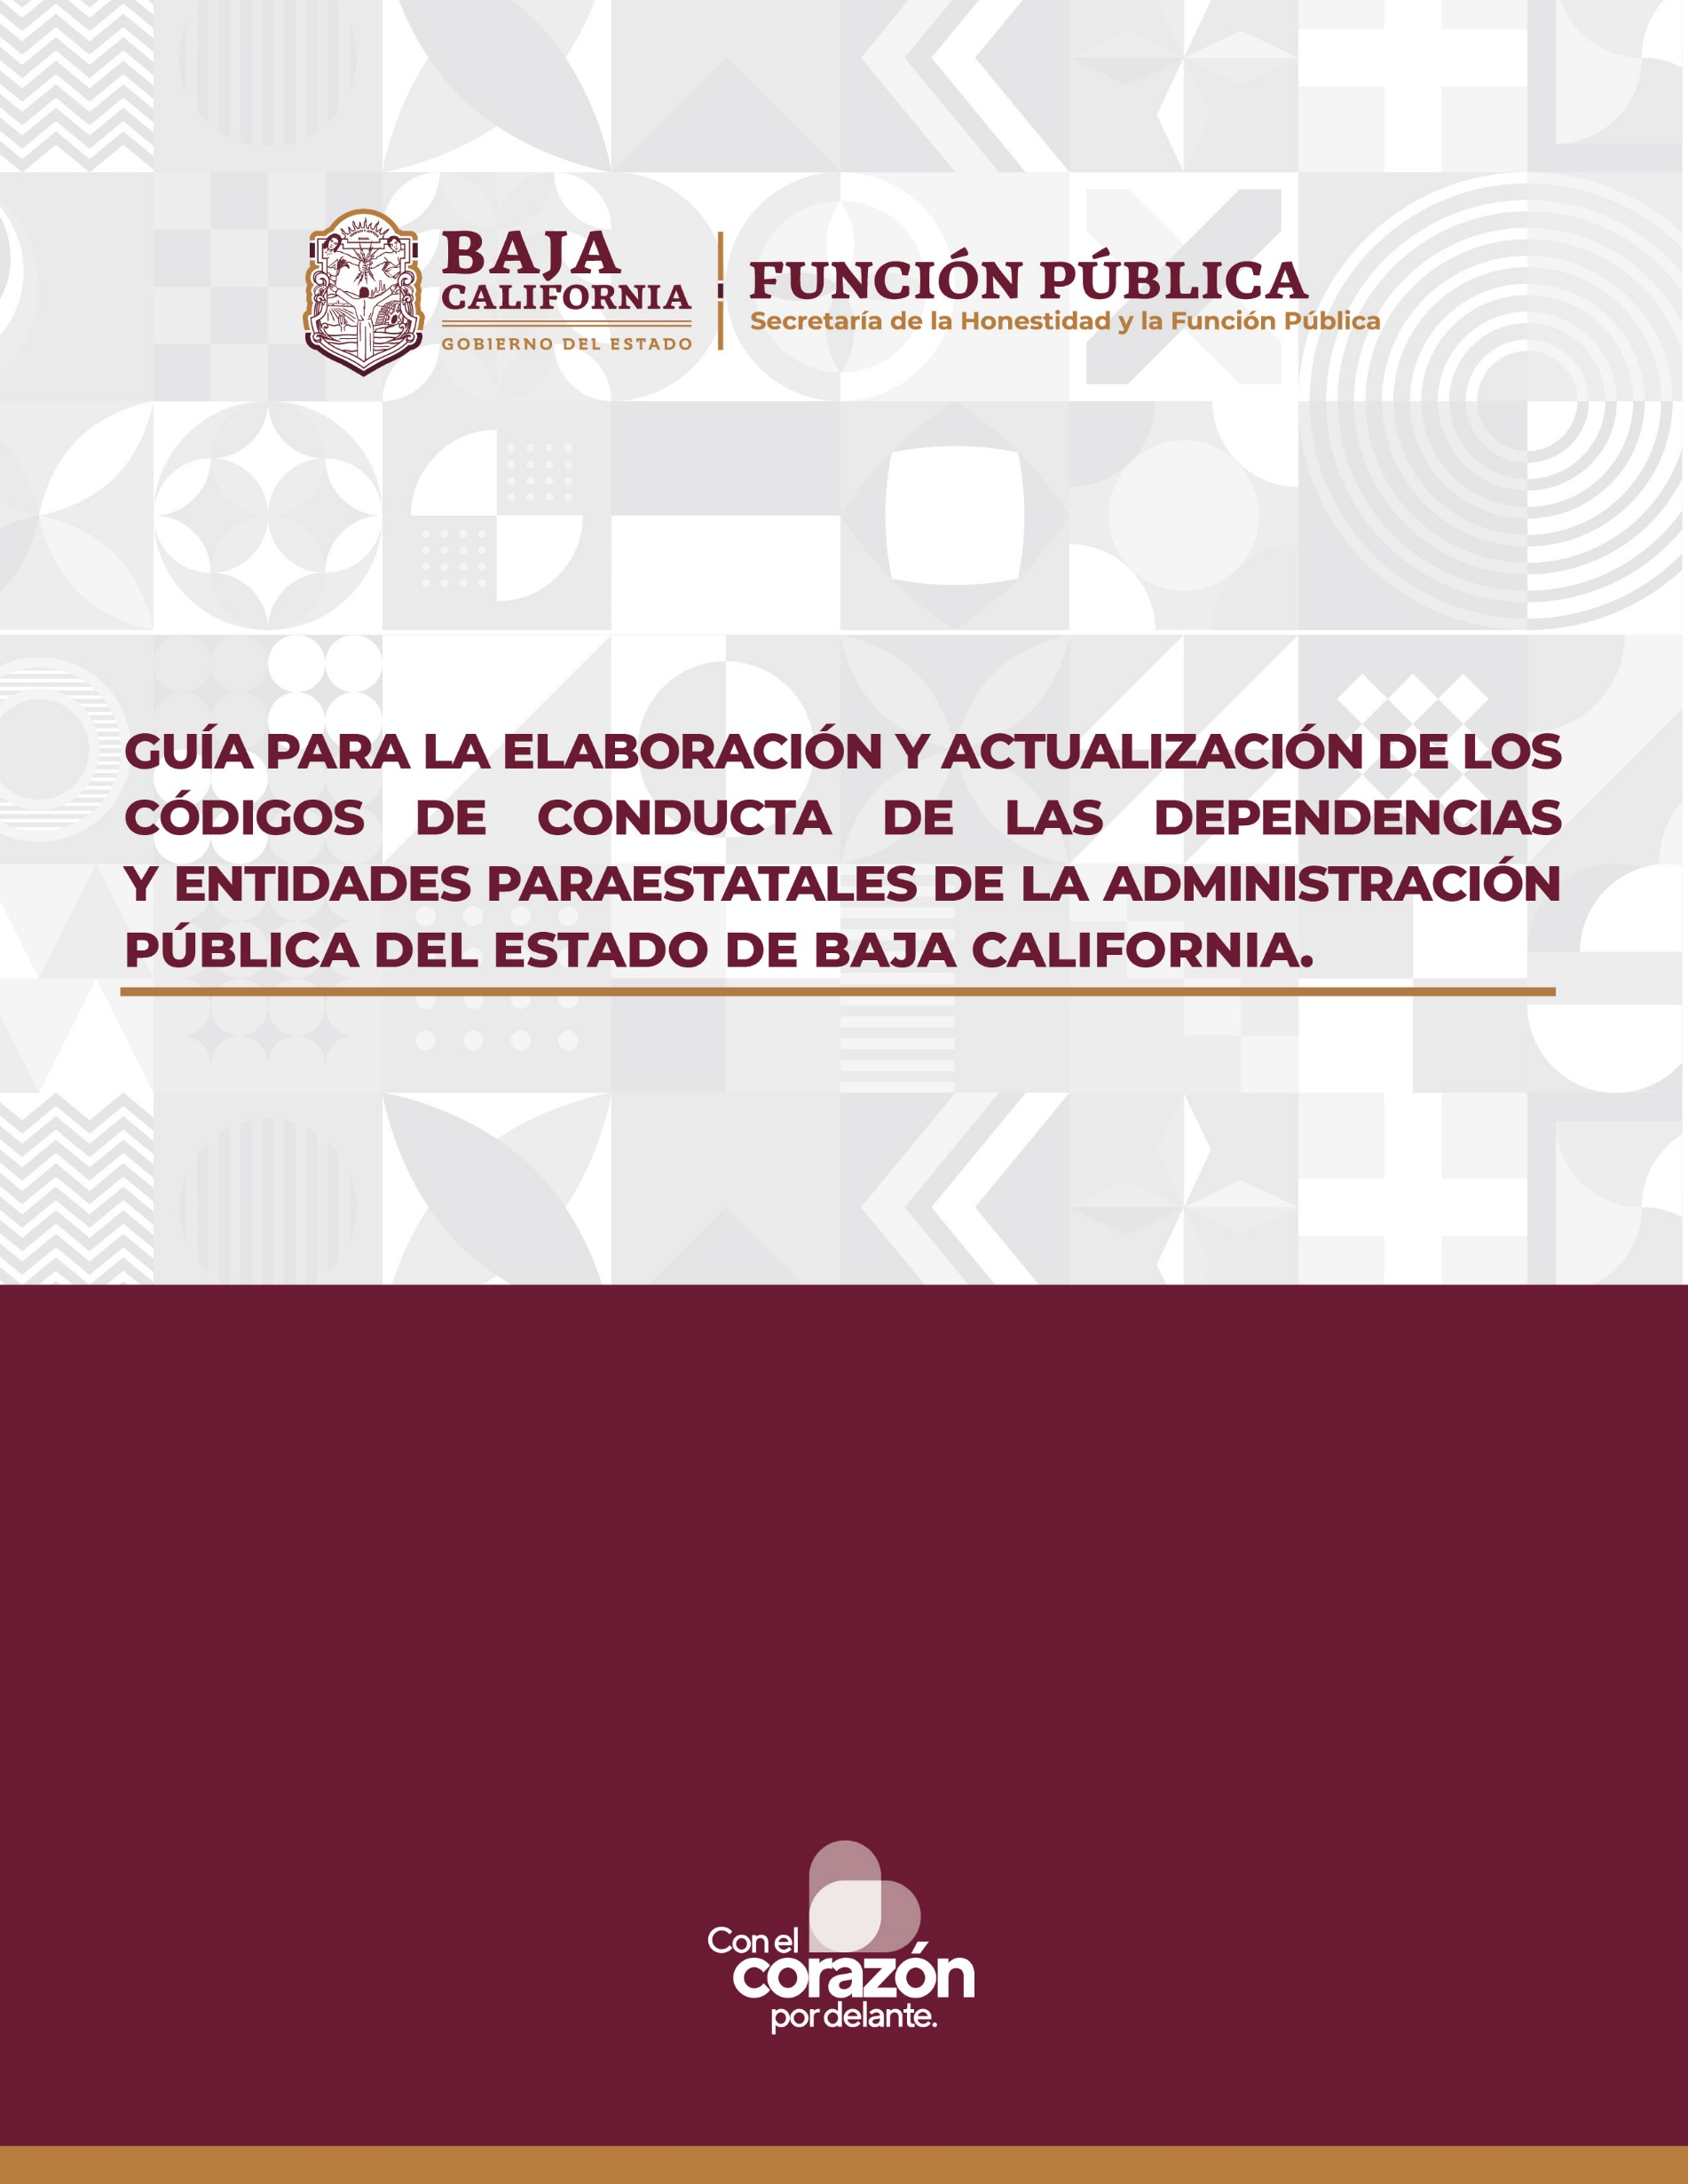 BAJA
CALIFORNIA
GOBIERNO DEL ESTADO
FUNCIÓN PÚBLICA
Secretaría de la Honestidad y la Función Pública
GUÍA PARA LA ELABORACIÓN Y ACTUALIZACIÓN DE LOS
CÓDIGOS DE CONDUCTA DE LAS DEPENDENCIAS
Y ENTIDADES PARAESTATALES DE LA ADMINISTRACIÓN
PÚBLICA DEL ESTADO DE BAJA CALIFORNIA.
Con el
corazón
por delante.